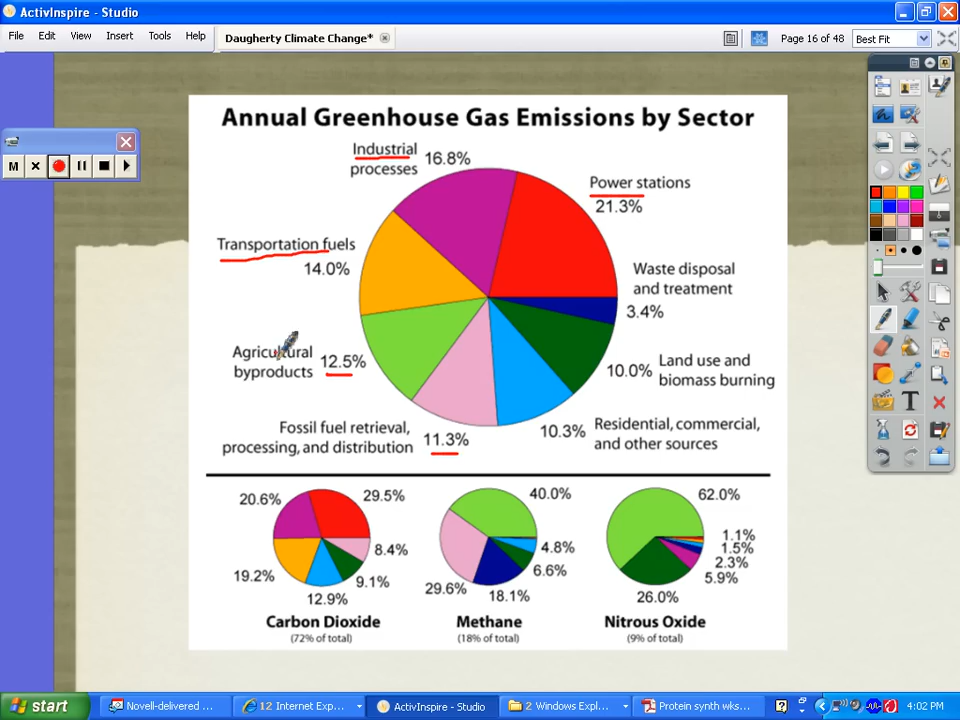 ActivInspire - Studio
File Edit View Insert Tools Help
Daugherty Climate Change*
Page 16 of 48
Best Fit
M
Annual Greenhouse Gas Emissions by Sector
Industrial
processes
16.8%
Power stations
21.3%
Transportation fuels
14.0%
Waste disposal
and treatment
3.4%
Agricultural
byproducts
12.5%
10.0%
Land use and
biomass burning
Fossil fuel retrieval,
processing, and distribution
11.3%
10.3%
Residential, commercial,
and other sources
20.6%
29.5%
8.4%
9.1%
12.9%
19.2%
Carbon Dioxide
(72% of total)
40.0%
4.8%
6.6%
18.1%
29.6%
Methane
(18% of total)
62.0%
1.1%
1.5%
2.3%
5.9%
26.0%
Nitrous Oxide
(9% of total)
T
start
Novell-delivered ...
12 Internet Exp...
ActivInspire - Studio
2 Windows Expl...
Protein synth wks...
4:02 PM